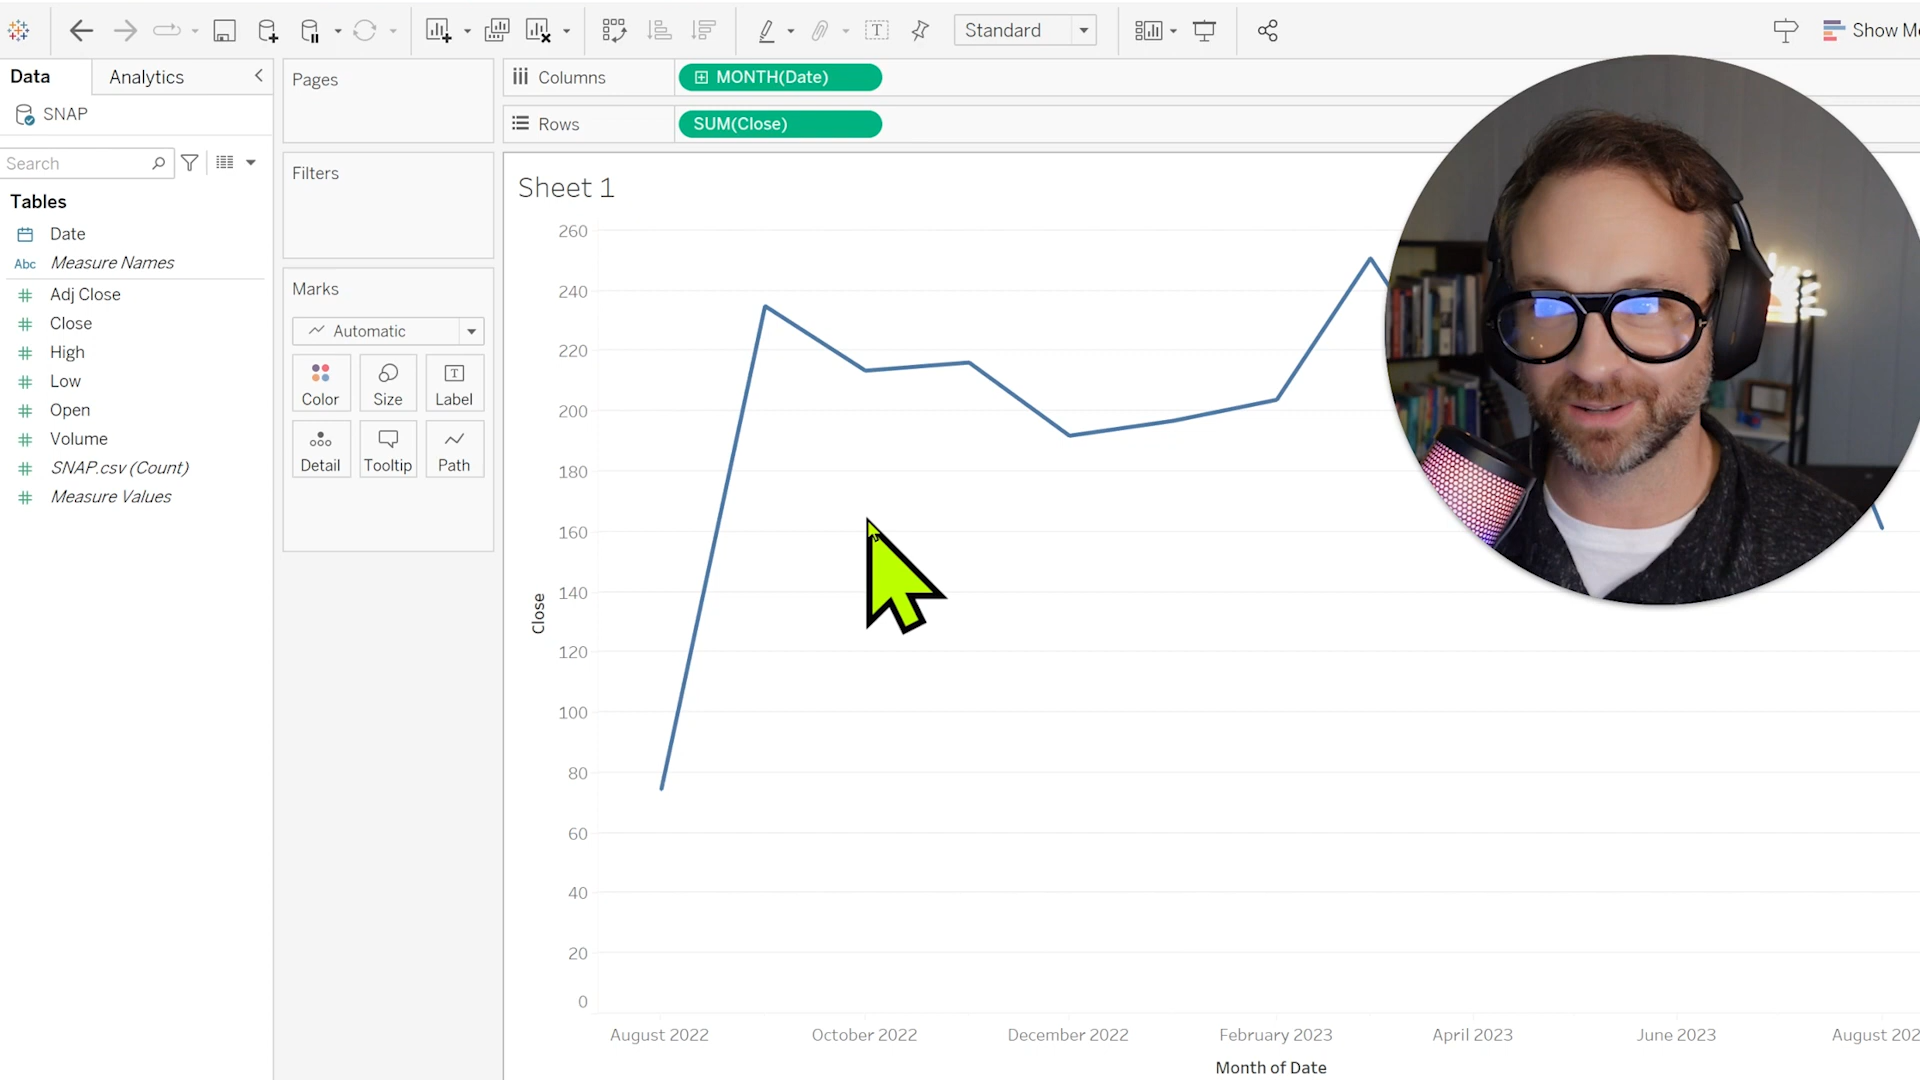 Standard
Show M
Data
Analytics
SNAP
Search
Tables
Date
Abc Measure Names
Adj Close
Close
High
Low
Open
Volume
SNAP.csv (Count)
Measure Values
Pages
Filters
Marks
Automatic
Color
Size
Label
Detail
Tooltip
Path
Columns
MONTH(Date)
Rows
SUM(Close)
Sheet 1
260
240
220
200
180
160
140
120
100
80
60
40
20
0
Close
August 2022
October 2022
December 2022
February 2023
April 2023
June 2023
August 202
Month of Date